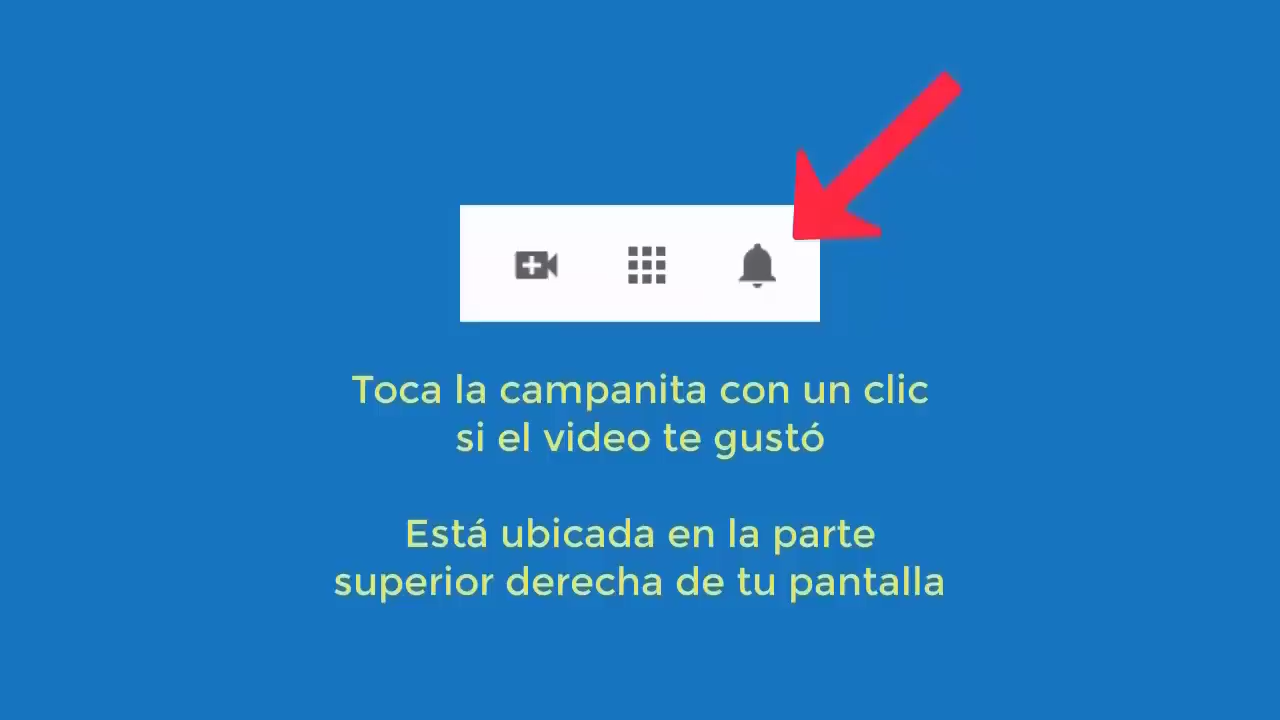 Toca la campanita con un clic
si el video te gustó
Está ubicada en la parte
superior derecha de tu pantalla